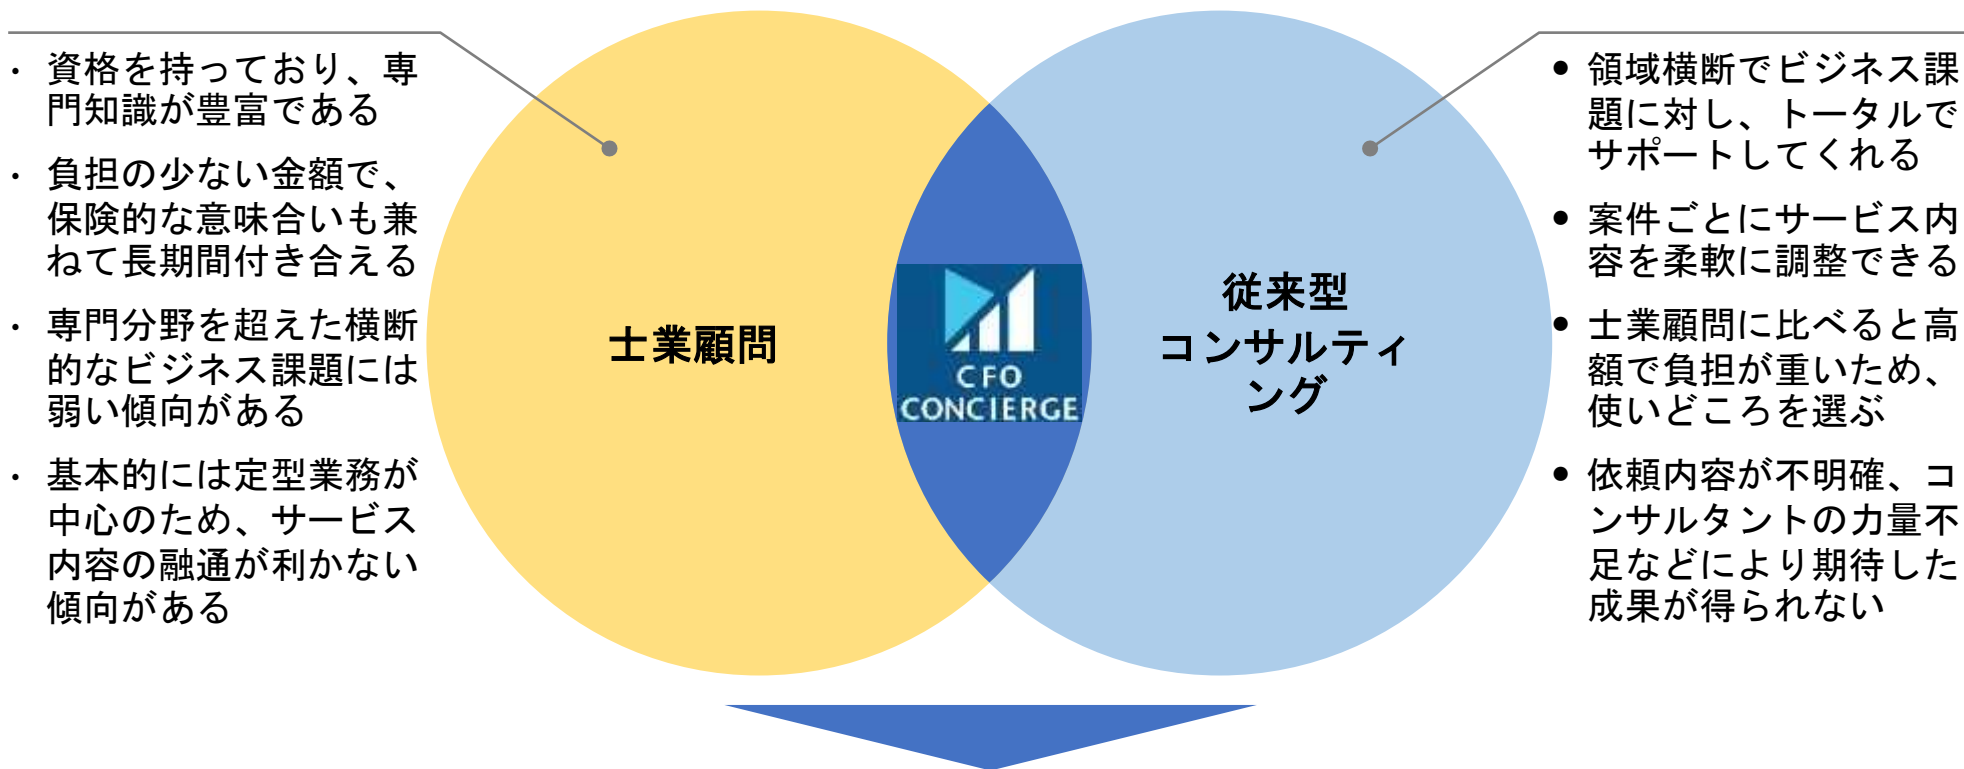 ・ 資格を持っており、専
門知識が豊富である
・ 負担の少ない金額で、
保険的な意味合いも兼
ねて長期間付き合える
・ 専門分野を超えた横断
的なビジネス課題には
弱い傾向がある
・ 基本的には定型業務が
中心のため、サービス
内容の融通が利かない
傾向がある
士業顧問
CFO
CONCIERGE
従来型
コンサルティ
ング
• 領域横断でビジネス課
題に対し、トータルで
サポートしてくれる
• 案件ごとにサービス内
容を柔軟に調整できる
• 士業顧問に比べると高
額で負担が重いため、
使いどころを選ぶ
• 依頼内容が不明確、コ
ンサルタントの力量不
足などにより期待した
成果が得られない